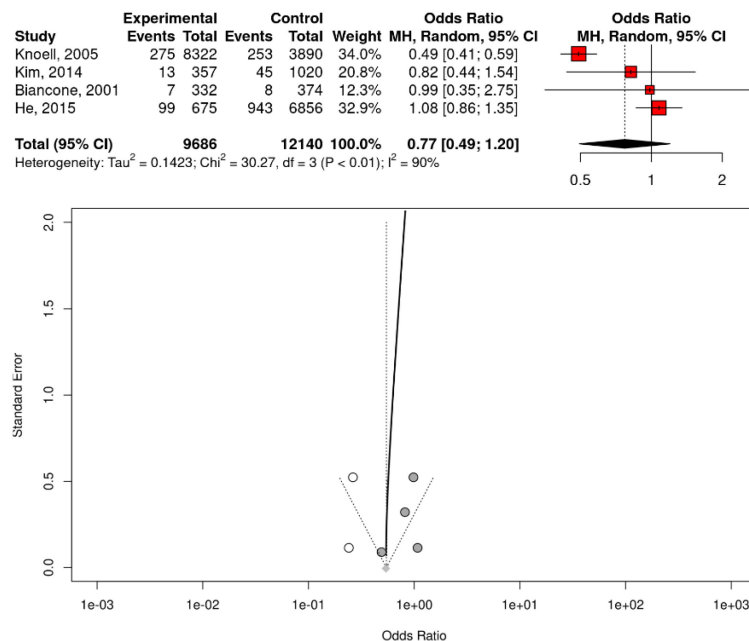 Experimental Control Odds Ratio Odds Ratio
Study Events Total Events Total Weight MH, Random, 95% CI MH, Random, 95% CI
Knoell, 2005 275 8322 253 3890 34.0% 0.49 [0.41; 0.59]
Kim, 2014 13 357 45 1020 20.8% 0.82 [0.44; 1.54]
Biancone, 2001 7 332 8 374 12.3% 0.99 [0.35; 2.75]
He, 2015 99 675 943 6856 32.9% 1.08 [0.86; 1.35]
Total (95% CI) 9686 12140 100.0% 0.77 [0.49; 1.20]
Heterogeneity: Tau² = 0.1423; Chi² = 30.27, df = 3 (P < 0.01); I² = 90%
0.5 1 2
2.0
1.5
1.0
0.5
0.0
Standard Error
1e-03 1e-02 1e-01 1e+00 1e+01 1e+02 1e+03
Odds Ratio